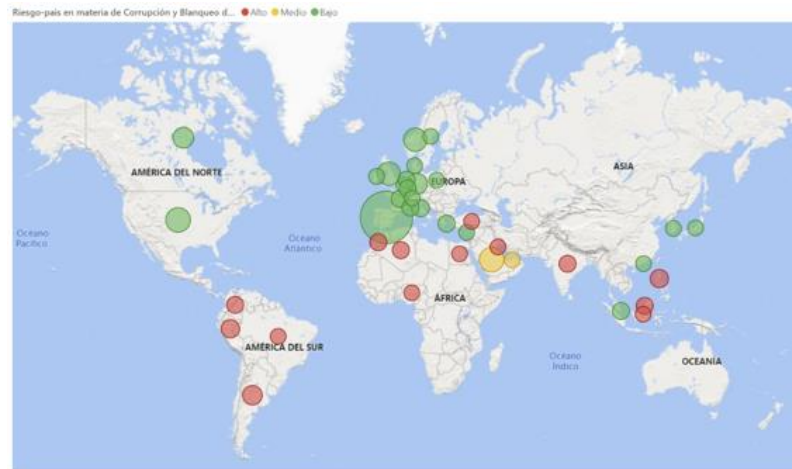 Riesgo-país en materia de Corrupción y Blanqueo d... Alto Medio Bajo
AMÉRICA DEL NORTE
EUROPA
ASIA
Océano
Pacífico
Océano
Atlántico
ÁFRICA
AMÉRICA DEL SUR
Océano
Índico
OCEANÍA